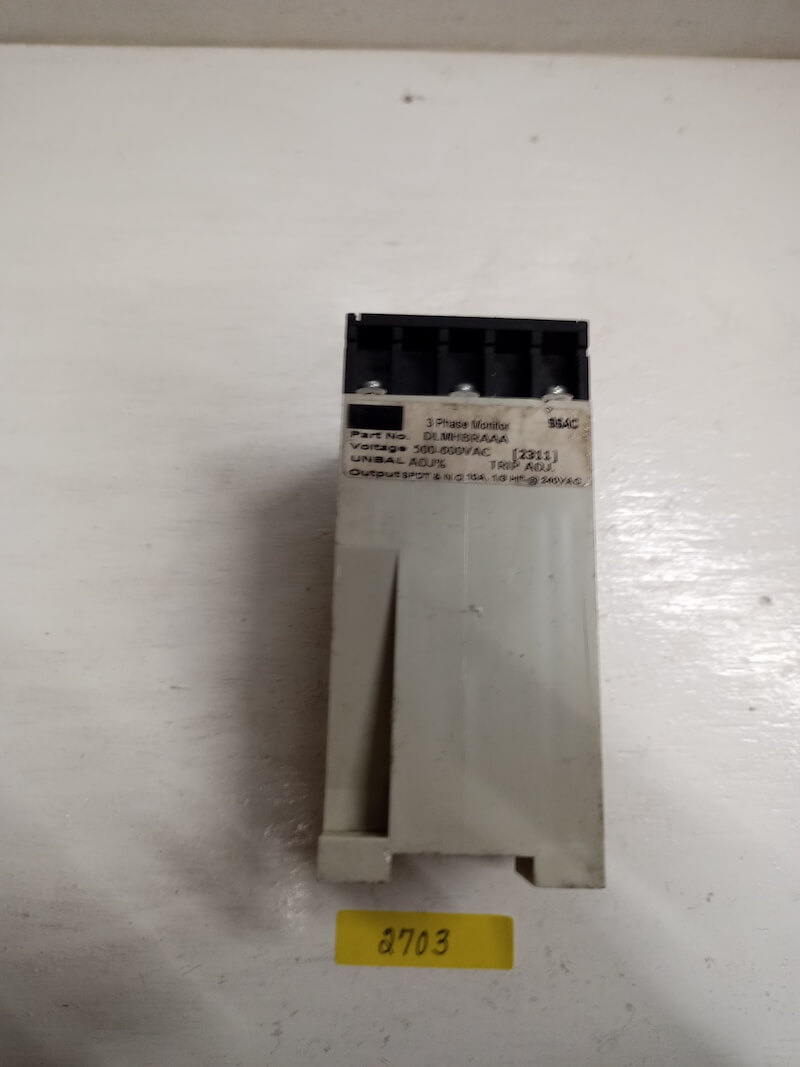 3 Phase Monitor SSAC
Part No. DLMHBRAAA
Voltage 500-600VAC [2311]
UNBAL ADJ% TRIP ADJ.
Output SPDT & N.O. 10A, 1/3 HP @ 240VAC
2703